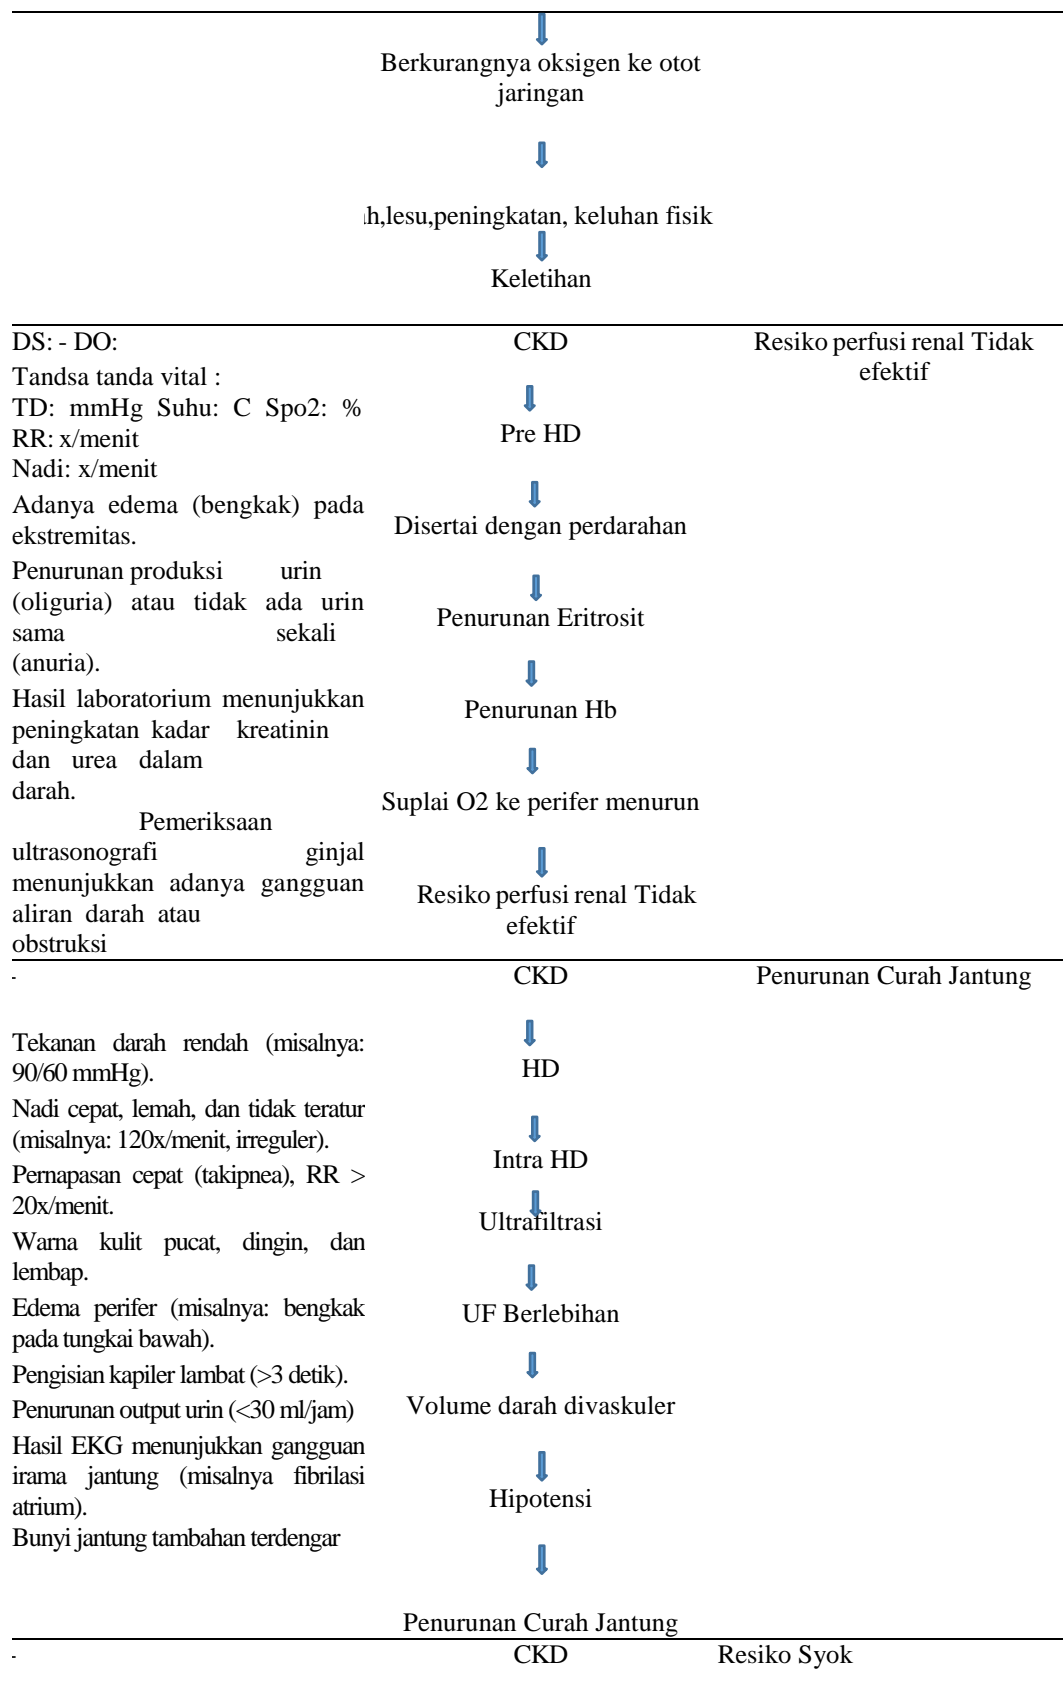 Berkurangnya oksigen ke otot
jaringan
,lesu,peningkatan, keluhan fisik
Keletihan
DS: - DO:
Tandsa tanda vital :
TD: mmHg Suhu: C Spo2: %
RR: x/menit
Nadi: x/menit
Adanya edema (bengkak) pada
ekstremitas.
Penurunan produksi urin
(oliguria) atau tidak ada urin
sama sekali
(anuria).
Hasil laboratorium menunjukkan
peningkatan kadar kreatinin
dan urea dalam
darah.
Pemeriksaan
ultrasonografi ginjal
menunjukkan adanya gangguan
aliran darah atau
obstruksi
CKD
Pre HD
Disertai dengan perdarahan
Penurunan Eritrosit
Penurunan Hb
Suplai O2 ke perifer menurun
Resiko perfusi renal Tidak
efektif
Resiko perfusi renal Tidak
efektif
-
Tekanan darah rendah (misalnya:
90/60 mmHg).
Nadi cepat, lemah, dan tidak teratur
(misalnya: 120x/menit, irreguler).
Pernapasan cepat (takipnea), RR >
20x/menit.
Warna kulit pucat, dingin, dan
lembap.
Edema perifer (misalnya: bengkak
pada tungkai bawah).
Pengisian kapiler lambat (>3 detik).
Penurunan output urin (<30 ml/jam)
Hasil EKG menunjukkan gangguan
irama jantung (misalnya fibrilasi
atrium).
Bunyi jantung tambahan terdengar
CKD
HD
Intra HD
Ultrafiltrasi
UF Berlebihan
Volume darah divaskuler
Hipotensi
Penurunan Curah Jantung
Penurunan Curah Jantung
-
CKD
Resiko Syok